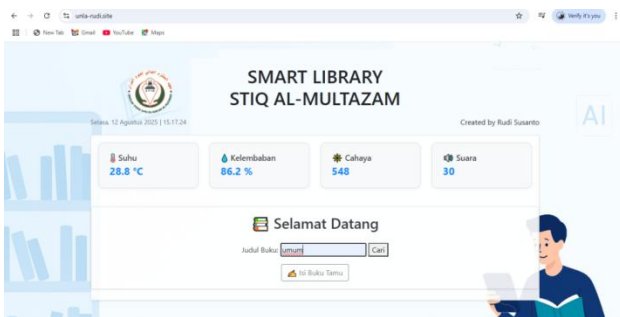 unla-rudi.site
Verify it's you
New Tab Gmail YouTube Maps
SMART LIBRARY
STIQ AL-MULTAZAM
Selasa, 12 Agustus 2025 | 15.17.24
Created by Rudi Susanto
AI
Suhu
28.8 °C
Kelembaban
86.2 %
Cahaya
548
Suara
30
Selamat Datang
Judul Buku: umum Cari
Isi Buku Tamu